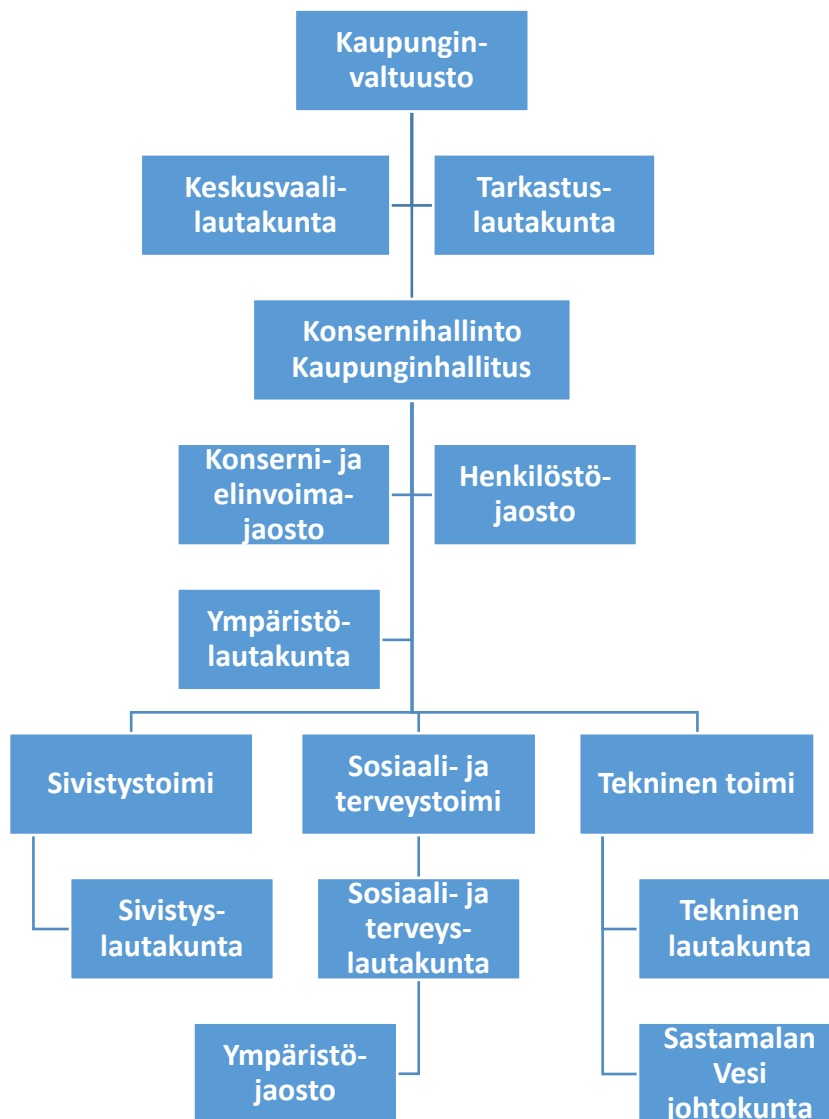 Kaupungin-
valtuusto
Keskusvaali-
lautakunta
Tarkastus-
lautakunta
Konsernihallinto
Kaupunginhallitus
Konserni- ja
elinvoima-
jaosto
Henkilöstö-
jaosto
Ympäristö-
lautakunta
Sivistystoimi
Sosiaali- ja
terveystoimi
Tekninen toimi
Sivistys-
lautakunta
Sosiaali- ja
terveys-
lautakunta
Tekninen
lautakunta
Ympäristö-
jaosto
Sastamalan
Vesi
johtokunta